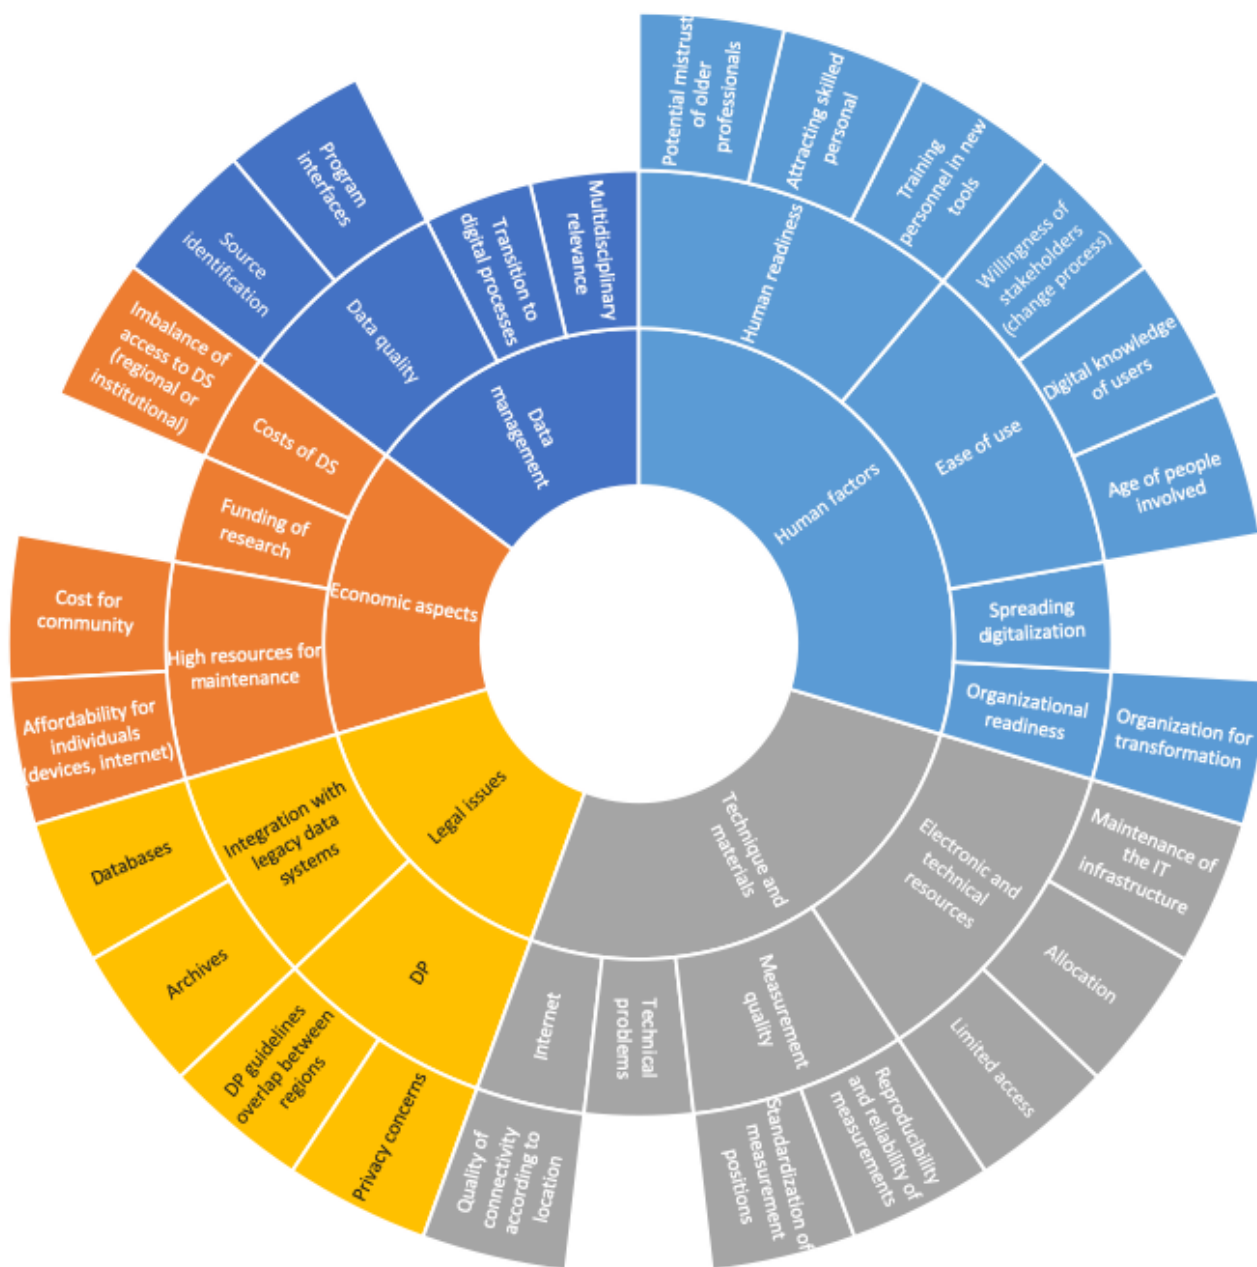 Potential mistrust
of older
professionals
Attracting skilled
personal
Training
personnel in new
tools
Willingness of
stakeholders
(change process)
Digital knowledge
of users
Age of people
involved
Organization for
transformation
Maintenance of
the IT
infrastructure
Allocation
Limited access
Reproducibility
and reliability of
measurements
Standardization of
measurement
positions
Quality of
connectivity
according to
location
Privacy concerns
DP guidelines
overlap between
regions
Archives
Databases
Affordability for
individuals
(devices, internet)
Cost for
community
Imbalance of
access to DS
(regional or
institutional)
Source
identification
Program
interfaces
Human readiness
Ease of use
Spreading
digitalization
Organizational
readiness
Electronic and
technical
resources
Measurement
quality
Technical
problems
Internet
DP
Integration with
legacy data
systems
High resources for
maintenance
Funding of
research
Costs of DS
Data quality
Transition to
digital processes
Multidisciplinary
relevance
Human factors
Technique and
materials
Legal issues
Economic aspects
Data
management